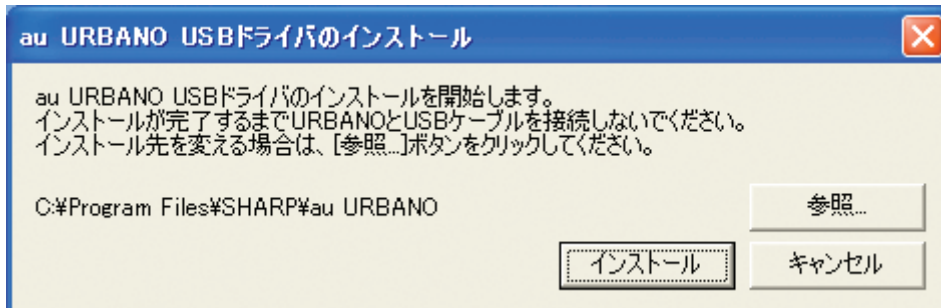 au URBANO USBドライバのインストール
au URBANO USBドライバのインストールを開始します。
インストールが完了するまでURBANOとUSBケーブルを接続しないでください。
インストール先を変える場合は、[参照...]ボタンをクリックしてください。
C:¥Program Files¥SHARP¥au URBANO
参照...
インストール
キャンセル